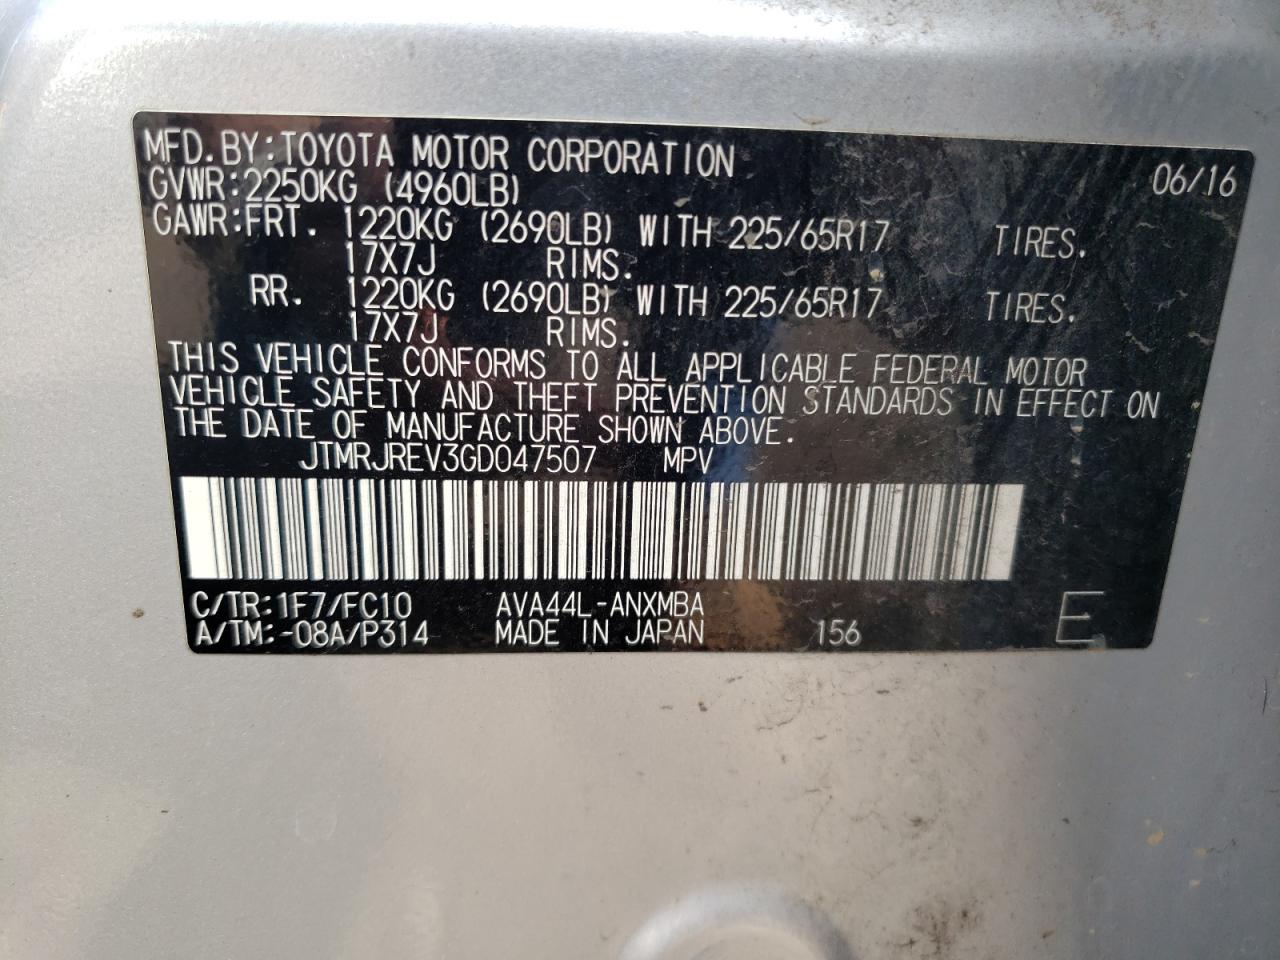 MFD.BY:TOYOTA MOTOR CORPORATION 06/16
GVWR:2250KG (4960LB)
GAWR:FRT. 1220KG (2690LB) WITH 225/65R17 TIRES.
17X7J RIMS.
RR. 1220KG (2690LB) WITH 225/65R17 TIRES.
17X7J RIMS.
THIS VEHICLE CONFORMS TO ALL APPLICABLE FEDERAL MOTOR
VEHICLE SAFETY AND THEFT PREVENTION STANDARDS IN EFFECT ON
THE DATE OF MANUFACTURE SHOWN ABOVE.
JTMRJREV3GD047507 MPV
C/TR:1F7/FC10 AVA44L-ANXMBA
A/TM:-08A/P314 MADE IN JAPAN 156 E